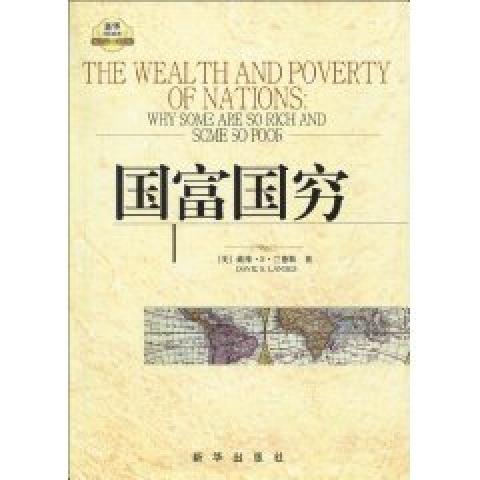 THE WEALTH AND POVERTY
OF NATIONS:
WHY SOME ARE SO RICH AND
SOME SO POOR
国富国穷
[美] 戴维·S·兰德斯 著
DAVID S. LANDES
新华出版社